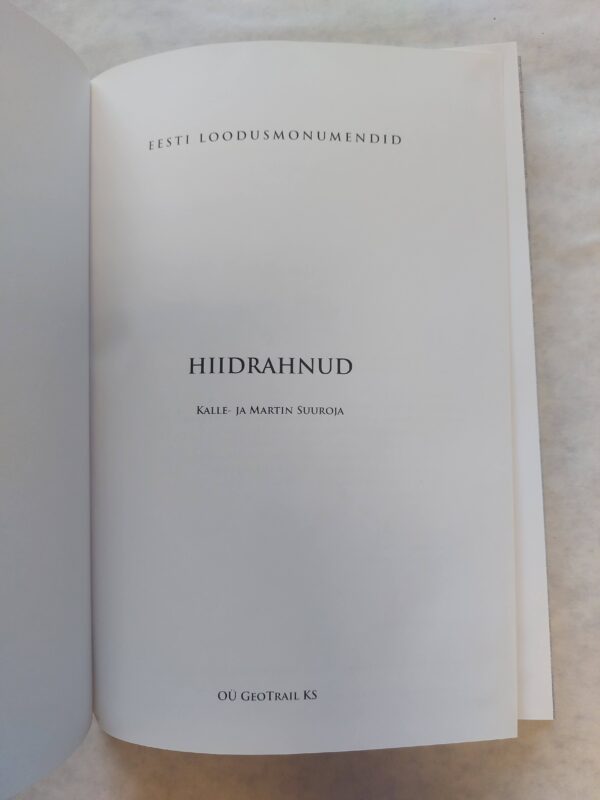 EESTI LOODUSMONUMENDID
HIIDRAHNUD
KALLE- JA MARTIN SUUROJA
OÜ GEOTRAIL KS